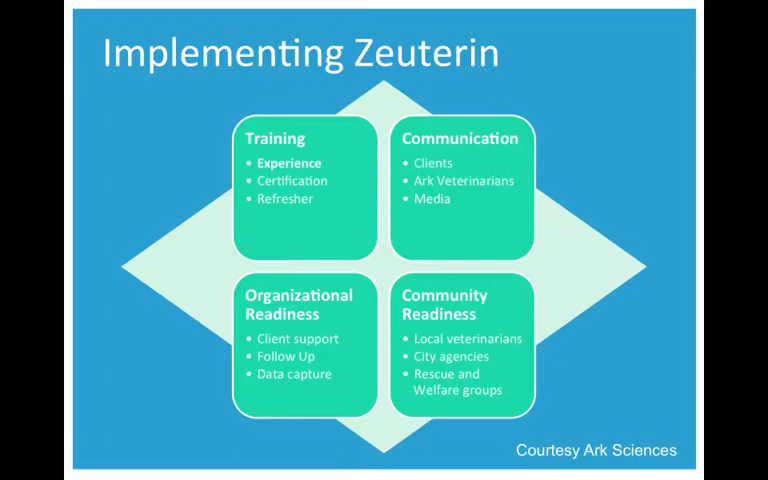 Implementing Zeuterin
Training
• Experience
• Certification
• Refresher
Communication
• Clients
• Ark Veterinarians
• Media
Organizational
Readiness
• Client support
• Follow Up
• Data capture
Community
Readiness
• Local veterinarians
• City agencies
• Rescue and
Welfare groups
Courtesy Ark Sciences